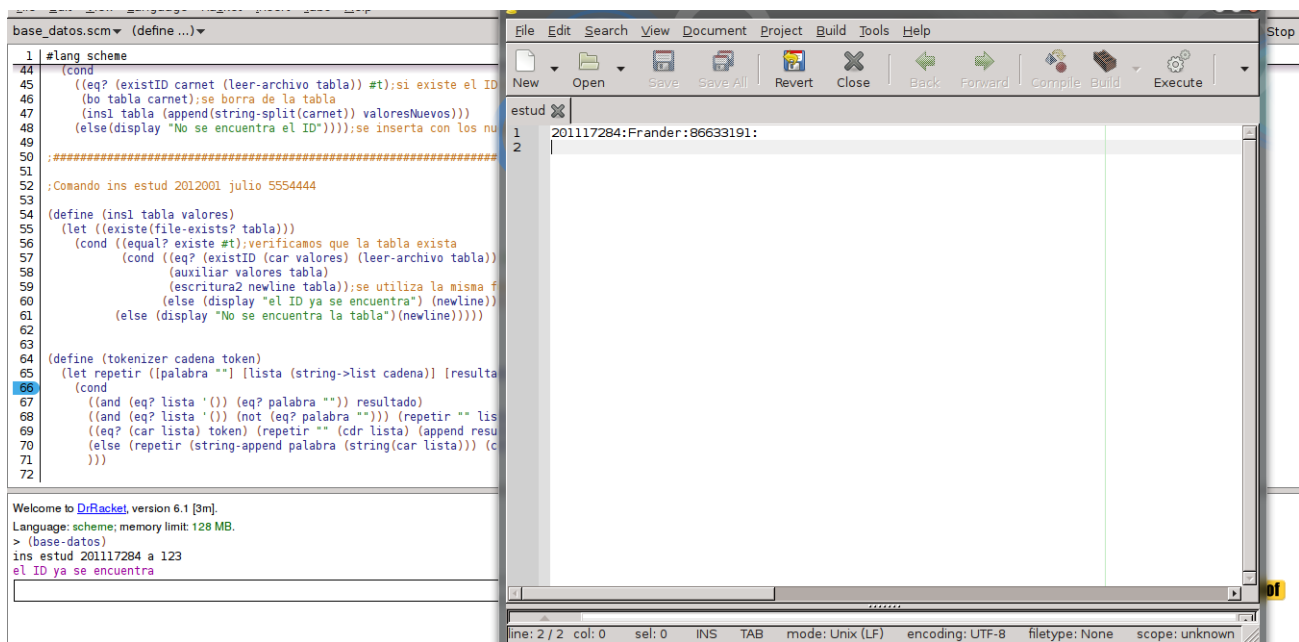 base_datos.scm (define ...)
1 #lang scheme
44 (cond
45 ((eq? (existID carnet (leer-archivo tabla)) #t);si existe el ID
46 (bo tabla carnet);se borra de la tabla
47 (ins1 tabla (append(string-split(carnet)) valoresNuevos)))
48 (else(display "No se encuentra el ID"))));se inserta con los nu
49
50 ;##################################################################
51
52 ;Comando ins estud 2012001 julio 5554444
53
54 (define (ins1 tabla valores)
55 (let ((existe(file-exists? tabla)))
56 (cond ((equal? existe #t);verificamos que la tabla exista
57 (cond ((eq? (existID (car valores) (leer-archivo tabla))
58 (auxiliar valores tabla)
59 (escritura2 newline tabla));se utiliza la misma f
60 (else (display "el ID ya se encuentra") (newline))
61 (else (display "No se encuentra la tabla")(newline)))))
62
63
64 (define (tokenizer cadena token)
65 (let repetir ([palabra ""] [lista (string->list cadena)] [resulta
66 (cond
67 ((and (eq? lista '()) (eq? palabra "")) resultado)
68 ((and (eq? lista '()) (not (eq? palabra ""))) (repetir "" lis
69 ((eq? (car lista) token) (repetir "" (cdr lista) (append resu
70 (else (repetir (string-append palabra (string(car lista))) (c
71 )))
72
Welcome to DrRacket, version 6.1 [3m].
Language: scheme; memory limit: 128 MB.
> (base-datos)
ins estud 201117284 a 123
el ID ya se encuentra
File Edit Search View Document Project Build Tools Help
New Open Save Save All Revert Close Back Forward Compile Build Execute
estud
1 201117284:Frander:86633191:
2
line: 2 / 2 col: 0 sel: 0 INS TAB mode: Unix (LF) encoding: UTF-8 filetype: None scope: unknown
Stop
of